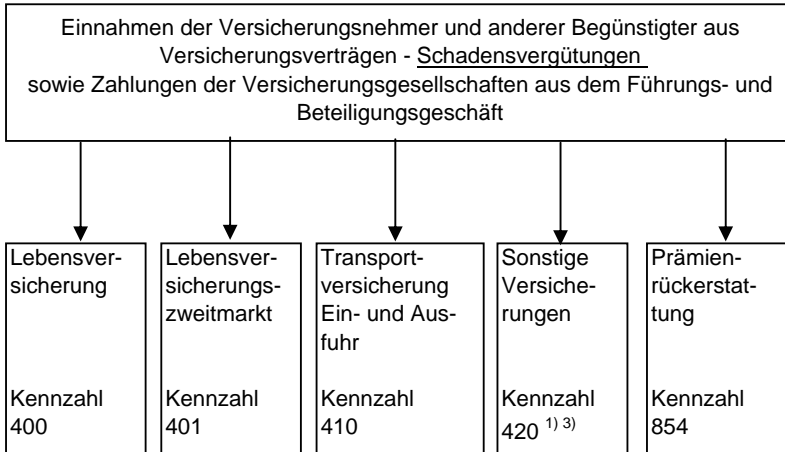 Einnahmen der Versicherungsnehmer und anderer Begünstigter aus
Versicherungsverträgen - Schadensvergütungen
sowie Zahlungen der Versicherungsgesellschaften aus dem Führungs- und
Beteiligungsgeschäft
Lebensver-
sicherung
Kennzahl
400
Lebensver-
sicherungs-
zweitmarkt
Kennzahl
401
Transport-
versicherung
Ein- und Aus-
fuhr
Kennzahl
410
Sonstige
Versiche-
rungen
Kennzahl
420 1) 3)
Prämien-
rückerstat-
tung
Kennzahl
854